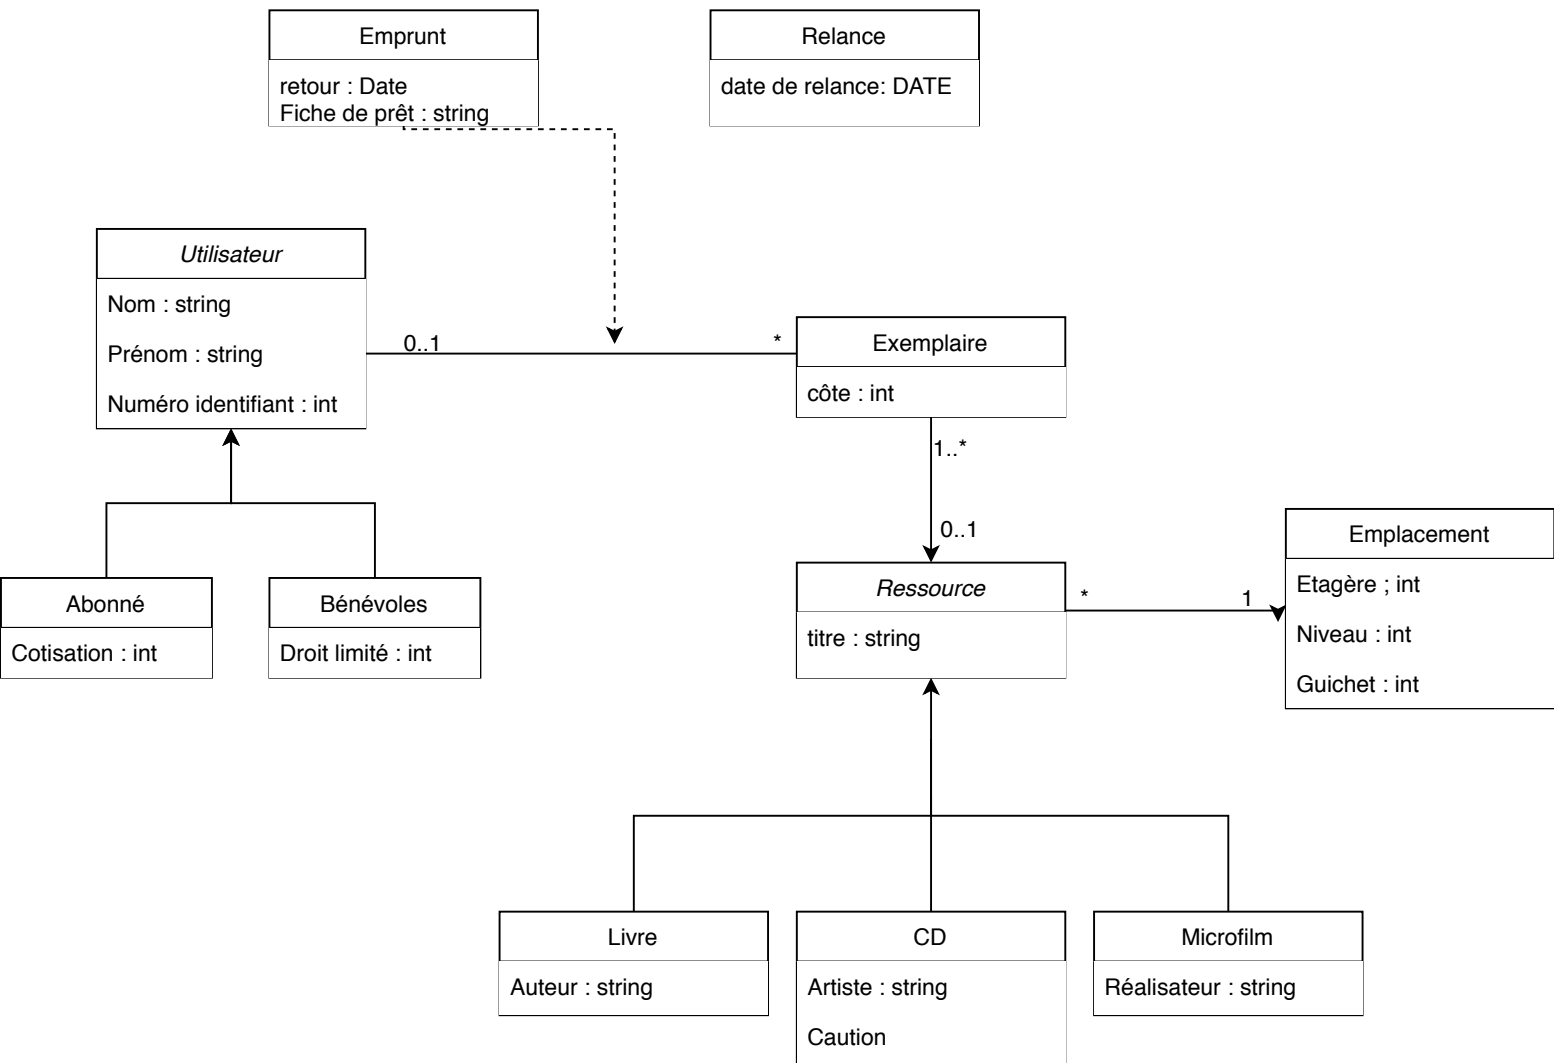 Emprunt
retour : Date
Fiche de prêt : string
Relance
date de relance: DATE
Utilisateur
Nom : string
Prénom : string
Numéro identifiant : int
0..1
*
Exemplaire
côte : int
1..*
0..1
Abonné
Cotisation : int
Bénévoles
Droit limité : int
Ressource
titre : string
*
1
Emplacement
Etagère ; int
Niveau : int
Guichet : int
Livre
Auteur : string
CD
Artiste : string
Caution
Microfilm
Réalisateur : string